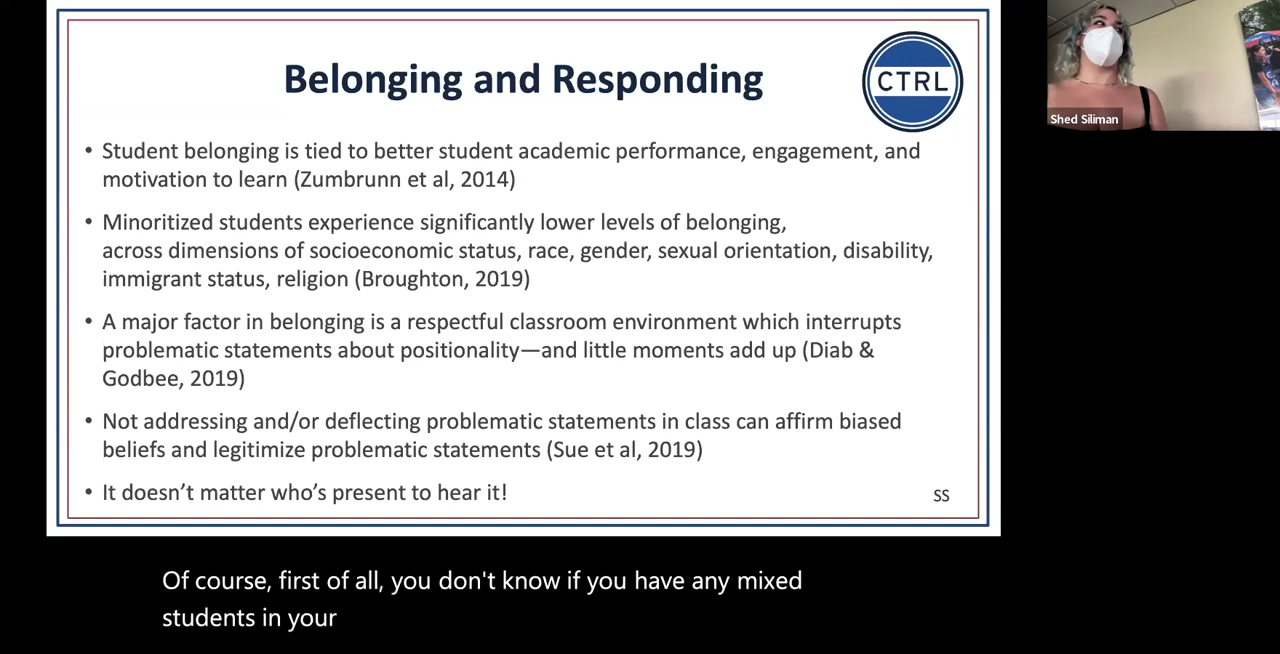 Belonging and Responding
CTRL
• Student belonging is tied to better student academic performance, engagement, and
motivation to learn (Zumbrunn et al, 2014)
• Minoritized students experience significantly lower levels of belonging,
across dimensions of socioeconomic status, race, gender, sexual orientation, disability,
immigrant status, religion (Broughton, 2019)
• A major factor in belonging is a respectful classroom environment which interrupts
problematic statements about positionality—and little moments add up (Diab &
Godbee, 2019)
• Not addressing and/or deflecting problematic statements in class can affirm biased
beliefs and legitimize problematic statements (Sue et al, 2019)
• It doesn’t matter who’s present to hear it!
SS
Shed Siliman
Of course, first of all, you don't know if you have any mixed
students in your